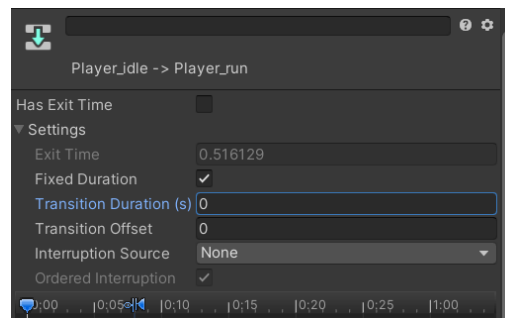 Player_idle -> Player_run
Has Exit Time
Settings
Exit Time 0.516129
Fixed Duration
Transition Duration (s) 0
Transition Offset 0
Interruption Source None
Ordered Interruption
0:00 0:05 0:10 0:15 0:20 0:25 1:00